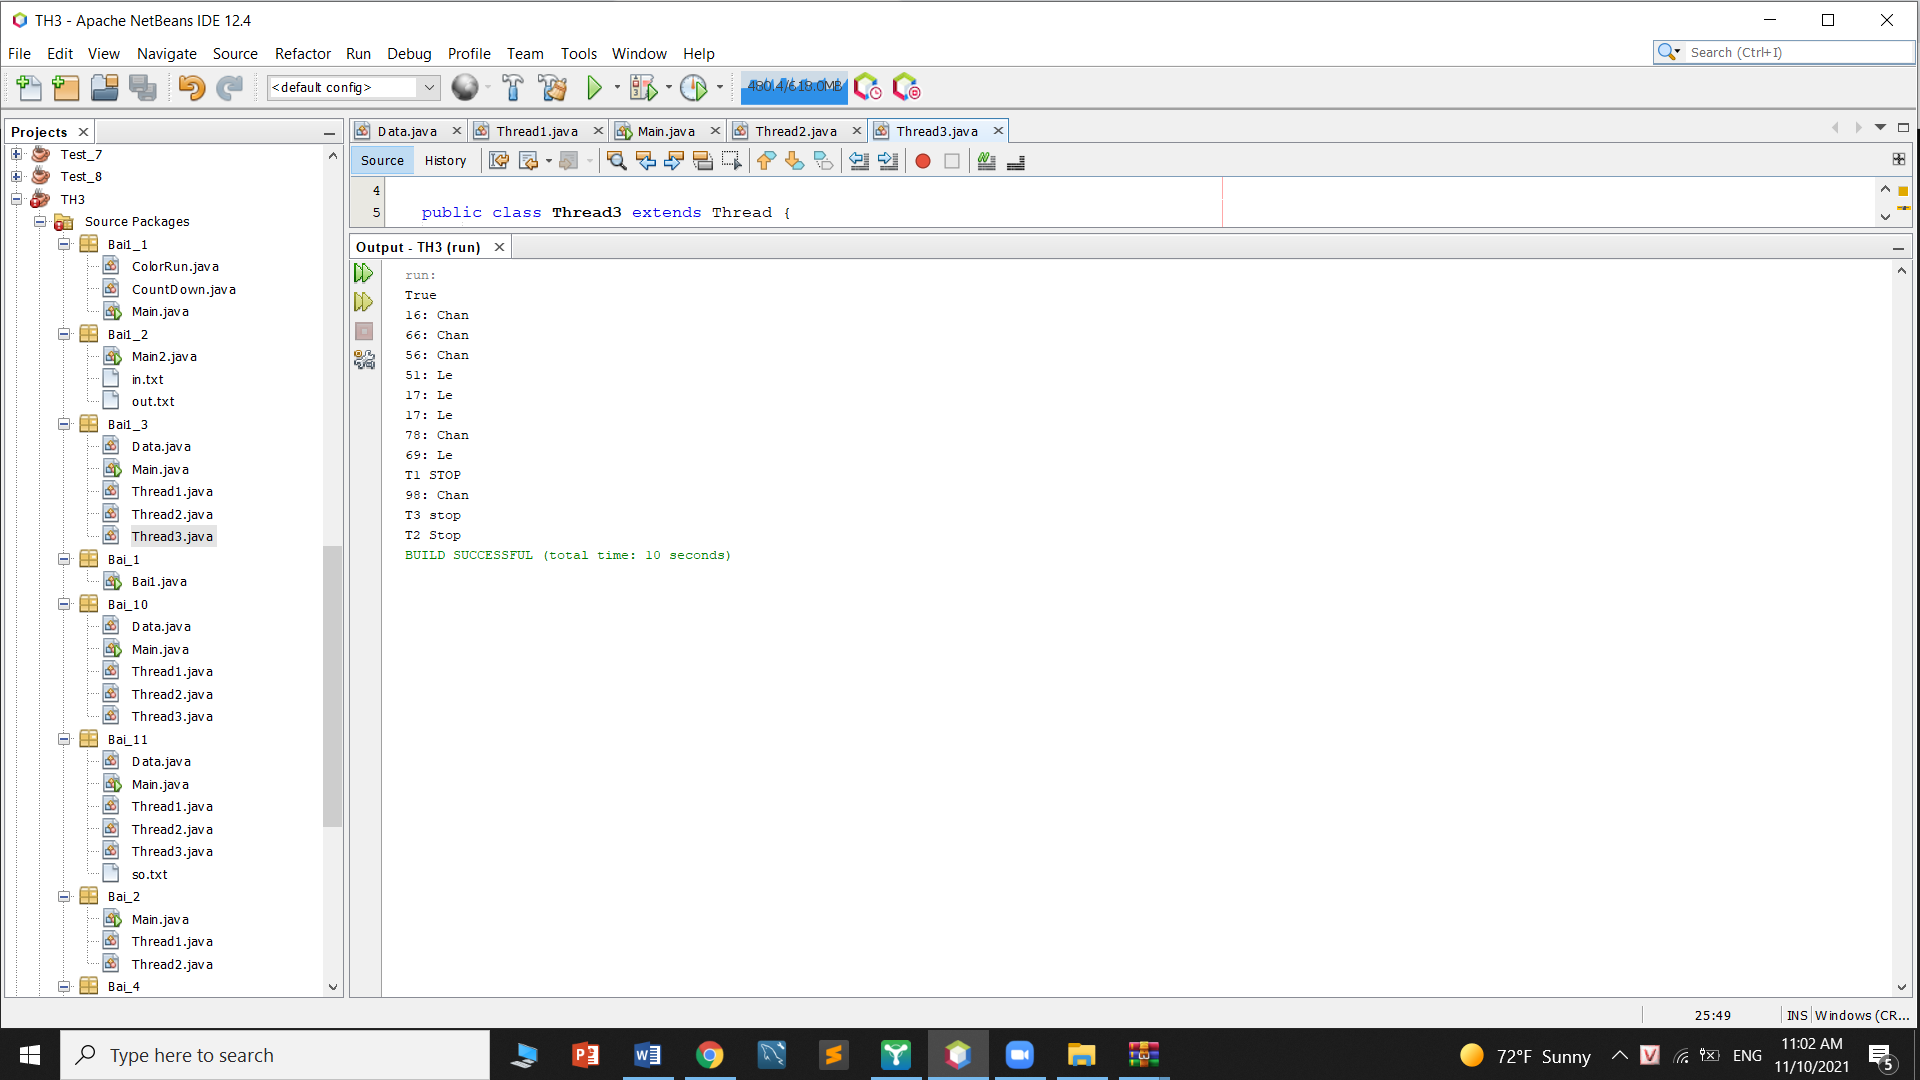 TH3 - Apache NetBeans IDE 12.4
File Edit View Navigate Source Refactor Run Debug Profile Team Tools Window Help
Search (Ctrl+I)
<default config>
480.4/618.0MB
Projects
Data.java Thread1.java Main.java Thread2.java Thread3.java
Source History
Test_7
Test_8
TH3
Source Packages
Bai1_1
ColorRun.java
CountDown.java
Main.java
Bai1_2
Main2.java
in.txt
out.txt
Bai1_3
Data.java
Main.java
Thread1.java
Thread2.java
Thread3.java
Bai_1
Bai1.java
Bai_10
Data.java
Main.java
Thread1.java
Thread2.java
Thread3.java
Bai_11
Data.java
Main.java
Thread1.java
Thread2.java
Thread3.java
so.txt
Bai_2
Main.java
Thread1.java
Thread2.java
Bai_4
4
5 public class Thread3 extends Thread {
Output - TH3 (run)
run:
True
16: Chan
66: Chan
56: Chan
51: Le
17: Le
17: Le
78: Chan
69: Le
T1 STOP
98: Chan
T3 stop
T2 Stop
BUILD SUCCESSFUL (total time: 10 seconds)
25:49 INS Windows (CR...
Type here to search
72°F Sunny
ENG
11:02 AM
11/10/2021
5